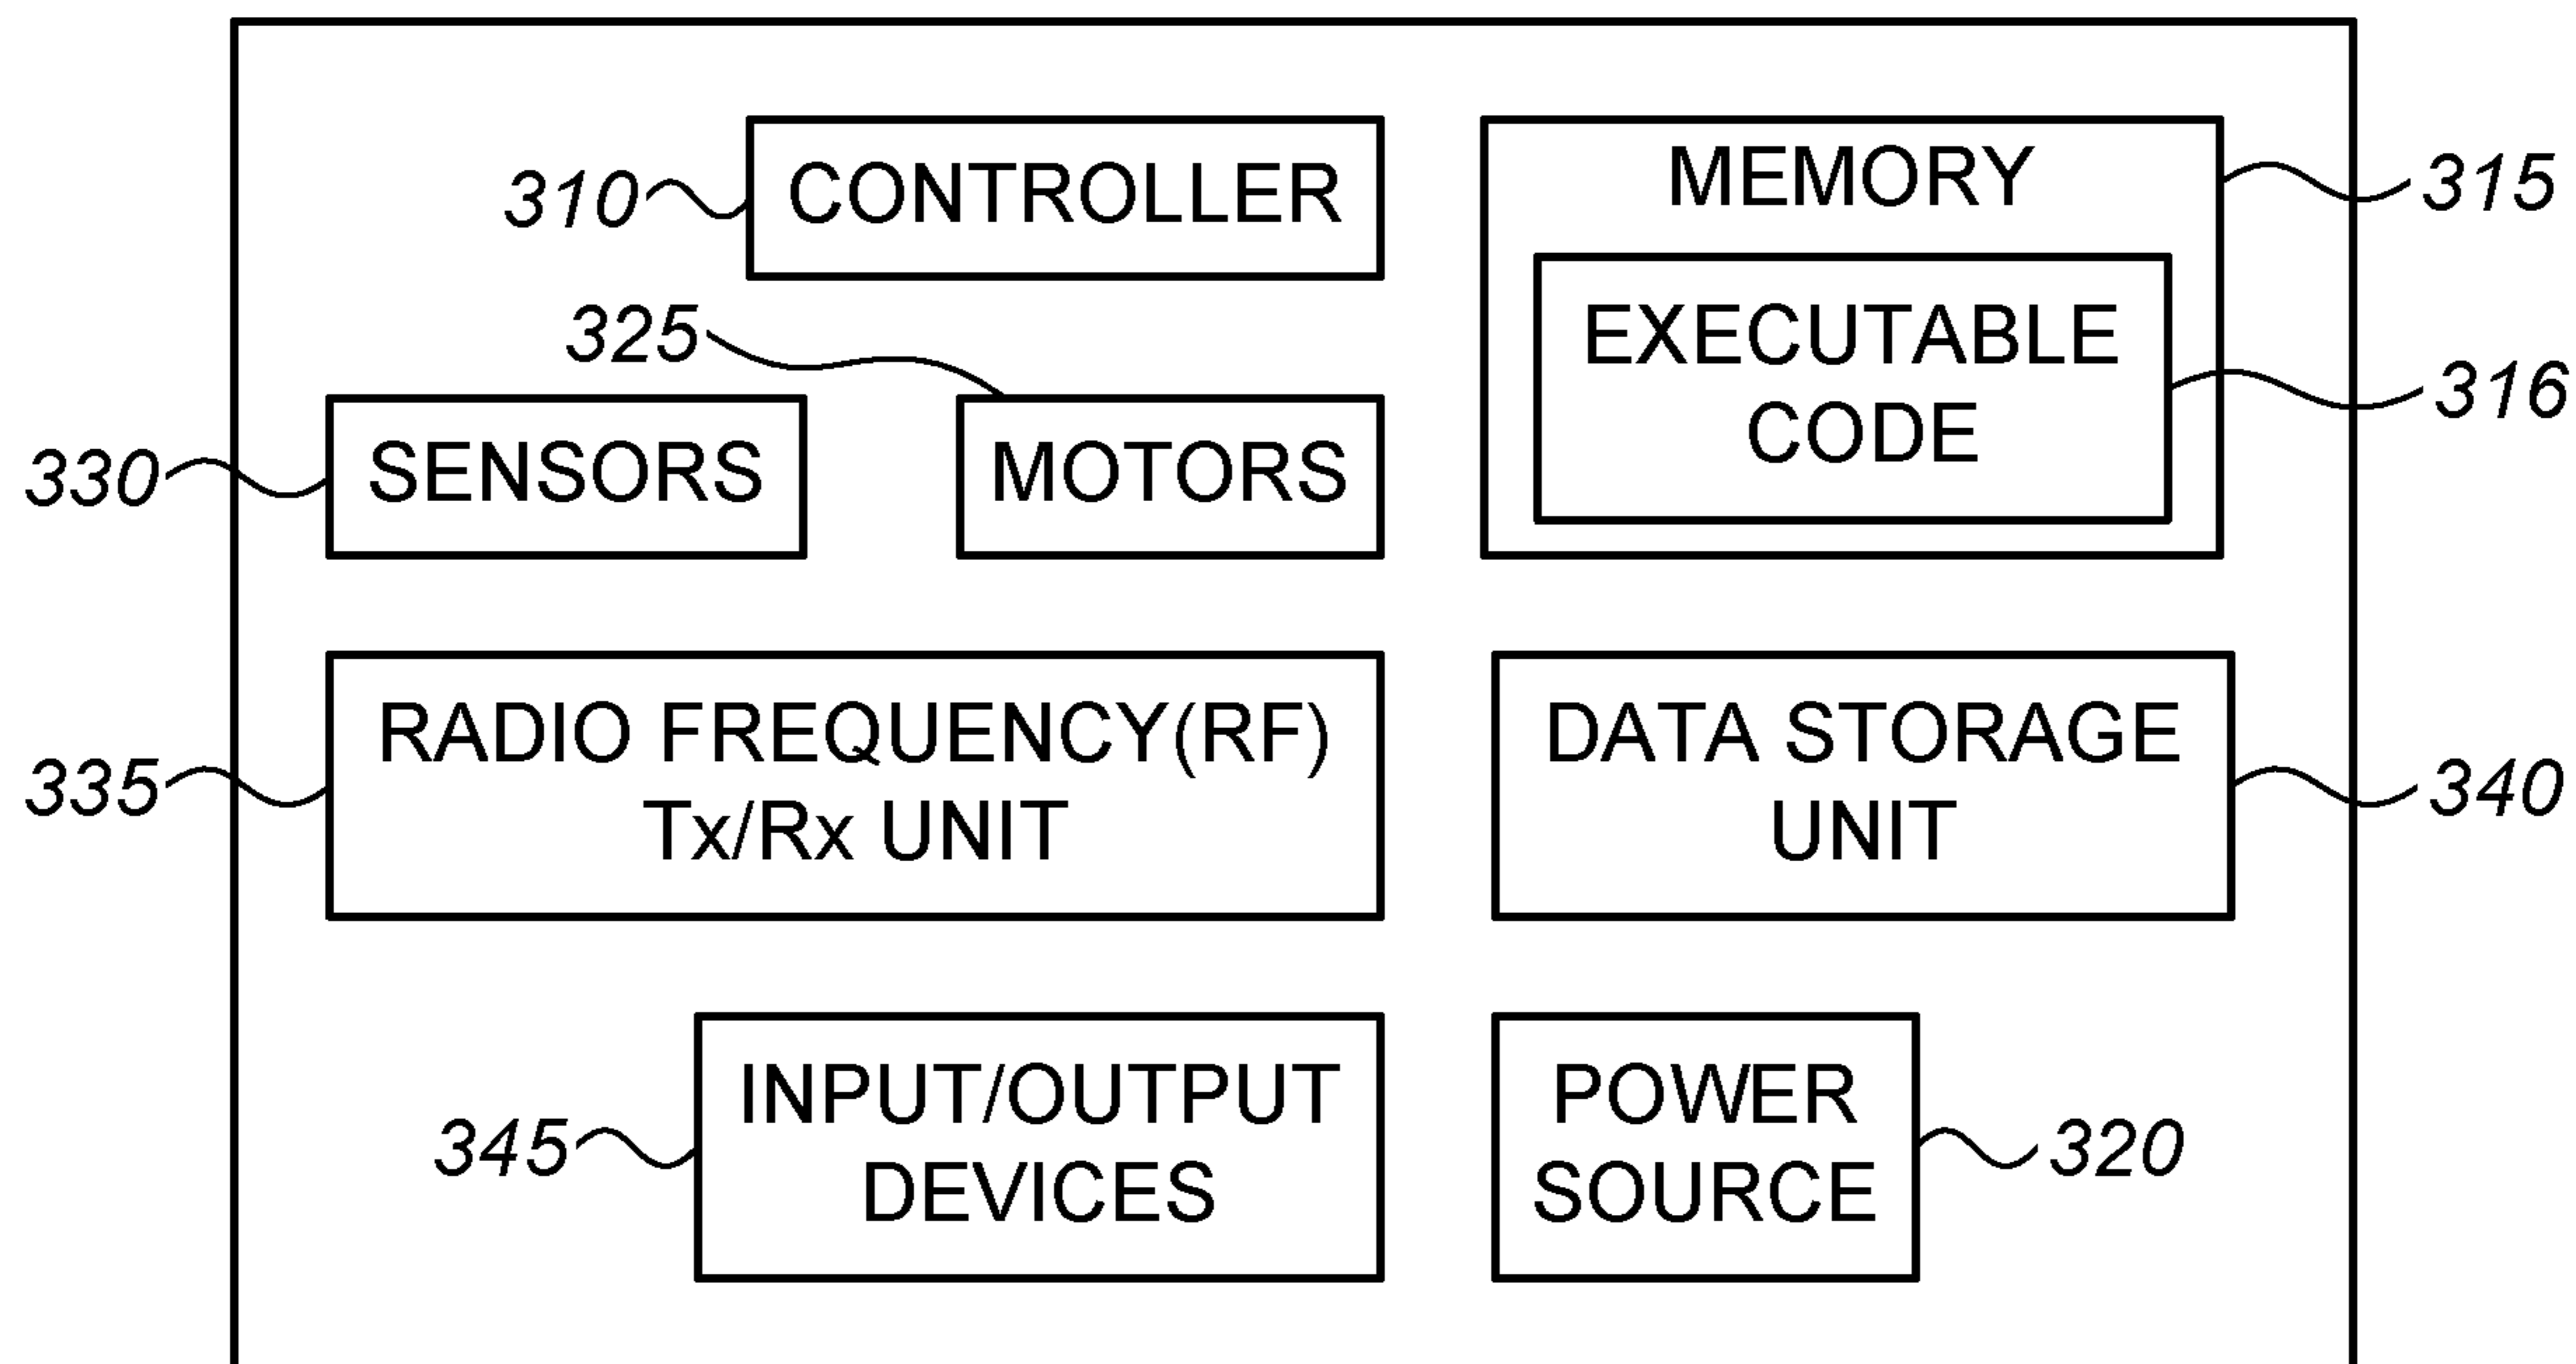 310
CONTROLLER
MEMORY
315
325
EXECUTABLE
CODE
316
330
SENSORS
MOTORS
335
RADIO FREQUENCY(RF)
Tx/Rx UNIT
DATA STORAGE
UNIT
340
345
INPUT/OUTPUT
DEVICES
POWER
SOURCE
320